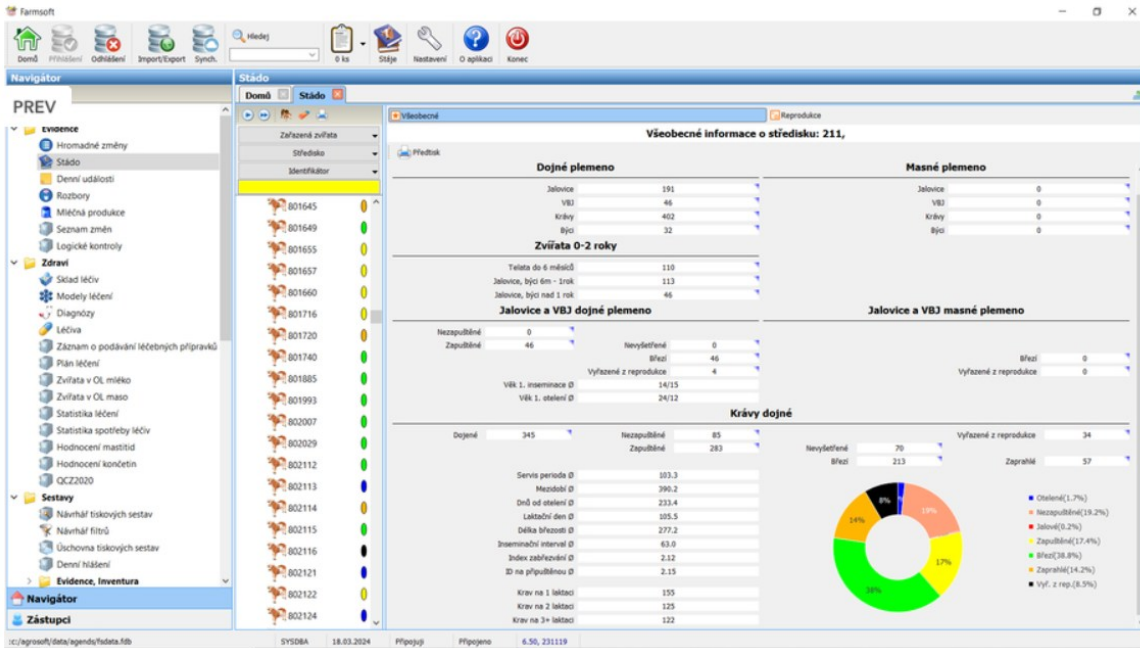 Farmsoft
Domů
Přihlášení
Odhlášení
Import/Export
Synch.
Hledej
0 ks
Stáje
Nastavení
O aplikaci
Konec
Navigátor
PREV
Evidence
Hromadné změny
Stádo
Denní události
Rozbory
Mléčná produkce
Seznam změn
Logické kontroly
Zdraví
Sklad léčiv
Modely léčení
Diagnózy
Léčiva
Záznam o podávání léčebných přípravků
Plán léčení
Zvířata v OL mléko
Zvířata v OL maso
Statistika léčení
Statistika spotřeby léčiv
Hodnocení mastitid
Hodnocení končetin
QCZ2020
Sestavy
Návrhář tiskových sestav
Návrhář filtrů
Úschovna tiskových sestav
Denní hlášení
Evidence, Inventura
Navigátor
Zástupci
Stádo
Domů Stádo
Zařazená zvířata
Středisko
Identifikátor
801645
801649
801655
801657
801660
801716
801720
801740
801885
801993
802007
802029
802112
802113
802114
802115
802116
802121
802122
802124
Všeobecné Reprodukce
Všeobecné informace o středisku: 211,
Předtisk
Dojné plemeno
Jalovice 191
VBJ 46
Krávy 402
Býci 32
Masné plemeno
Jalovice 0
VBJ 0
Krávy 0
Býci 0
Zvířata 0-2 roky
Telata do 6 měsíců 110
Jalovice, býci 6m - 1rok 113
Jalovice, býci nad 1 rok 46
Jalovice a VBJ dojné plemeno
Nezapuštěné 0
Zapuštěné 46 Nevyšetřené 0
Březí 46
Vyřazené z reprodukce 4
Věk 1. inseminace Ø 14/15
Věk 1. otelení Ø 24/12
Jalovice a VBJ masné plemeno
Březí 0
Vyřazené z reprodukce 0
Krávy dojné
Dojené 345 Nezapuštěné 85 Vyřazené z reprodukce 34
Zapuštěné 283 Nevyšetřené 70
Březí 213 Zaprahlé 57
Servis perioda Ø 103.3
Mezidobí Ø 390.2
Dnů od otelení Ø 233.4
Laktační den Ø 105.5
Délka březosti Ø 277.2
Inseminační interval Ø 63.0
Index zabřezvání Ø 2.12
ID na připuštěnou Ø 2.15
Krav na 1 laktaci 155
Krav na 2 laktaci 125
Krav na 3+ laktaci 122
8%
19%
14%
17%
38%
Otelené(1.7%)
Nezapuštěné(19.2%)
Jalové(0.2%)
Zapuštěné(17.4%)
Březí(38.8%)
Zaprahlé(14.2%)
Vyř. z rep.(8.5%)
:c:/agrosoft/data/agends/fsdata.fdb SYSDBA 18.03.2024 Připojuji Připojeno 6.50, 231119